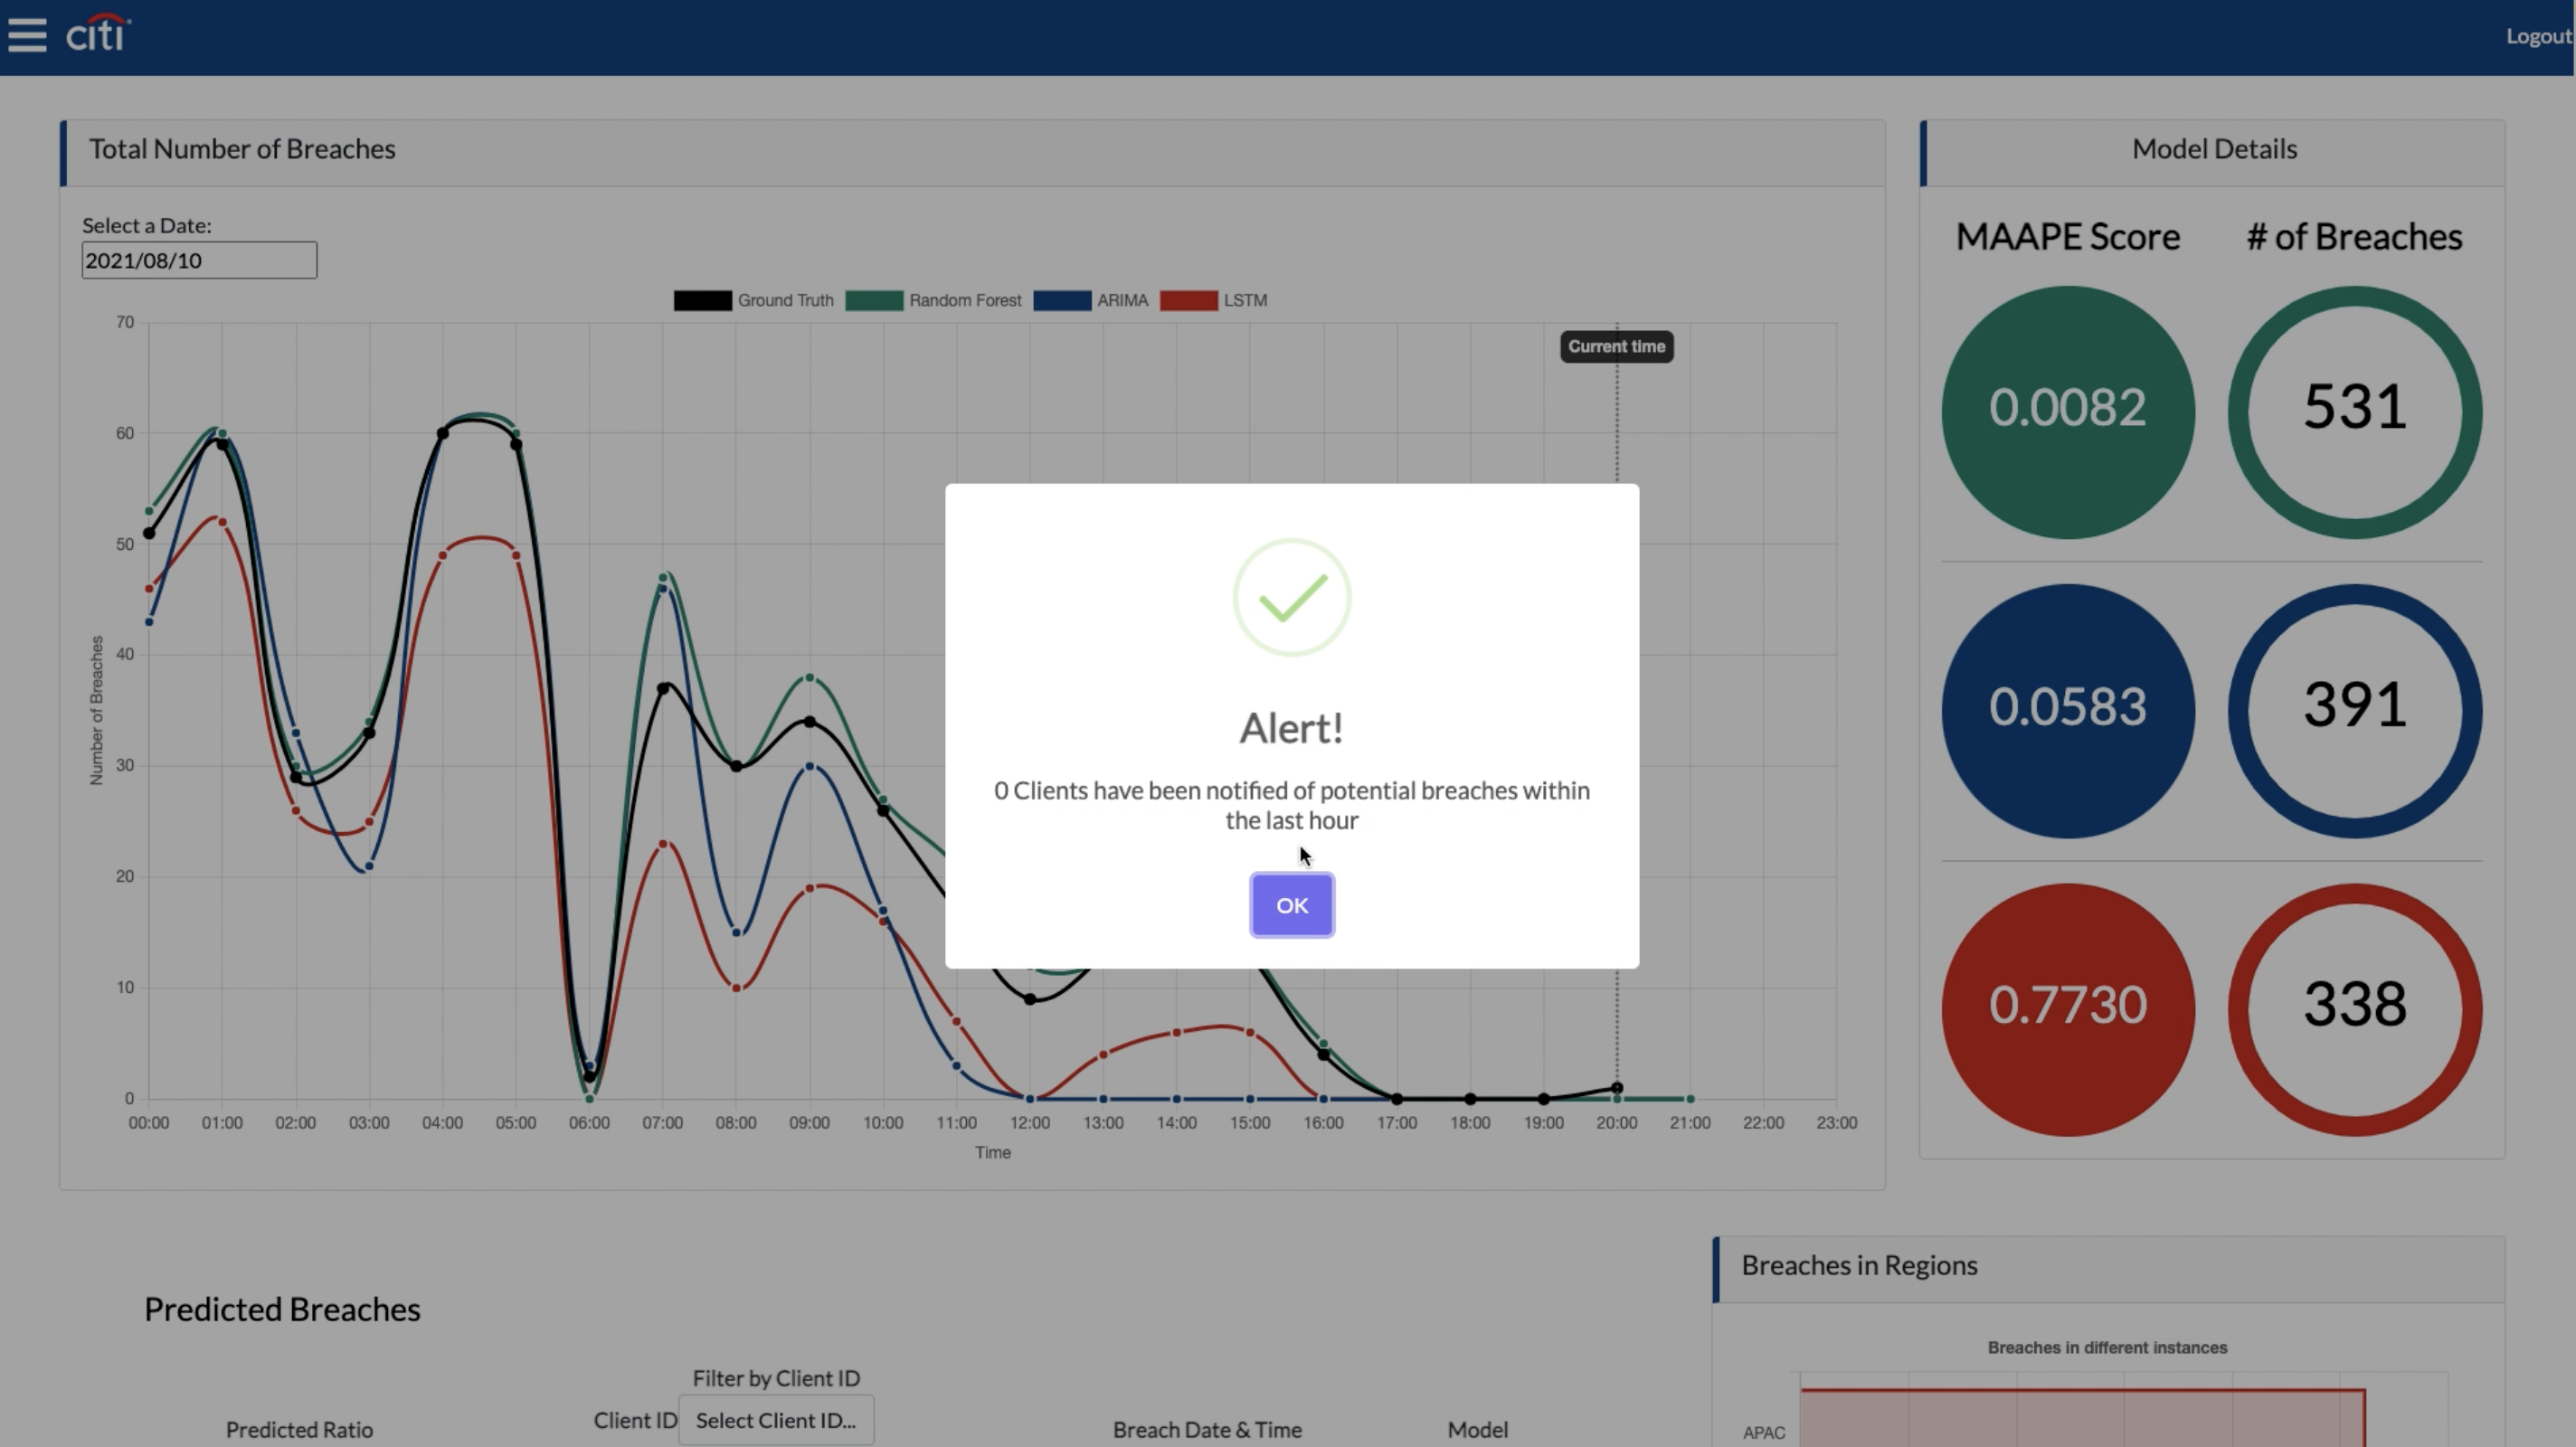 citi
Logout
Total Number of Breaches
Select a Date:
2021/08/10
Ground Truth Random Forest ARIMA LSTM
Current time
70
60
50
40
30
20
10
0
Number of Breaches
00:00 01:00 02:00 03:00 04:00 05:00 06:00 07:00 08:00 09:00 10:00 11:00 12:00 13:00 14:00 15:00 16:00 17:00 18:00 19:00 20:00 21:00 22:00 23:00
Time
Alert!
0 Clients have been notified of potential breaches within
the last hour
OK
Model Details
MAAPE Score # of Breaches
0.0082 531
0.0583 391
0.7730 338
Predicted Breaches
Filter by Client ID
Predicted Ratio Client ID Select Client ID... Breach Date & Time Model
Breaches in Regions
Breaches in different instances
APAC